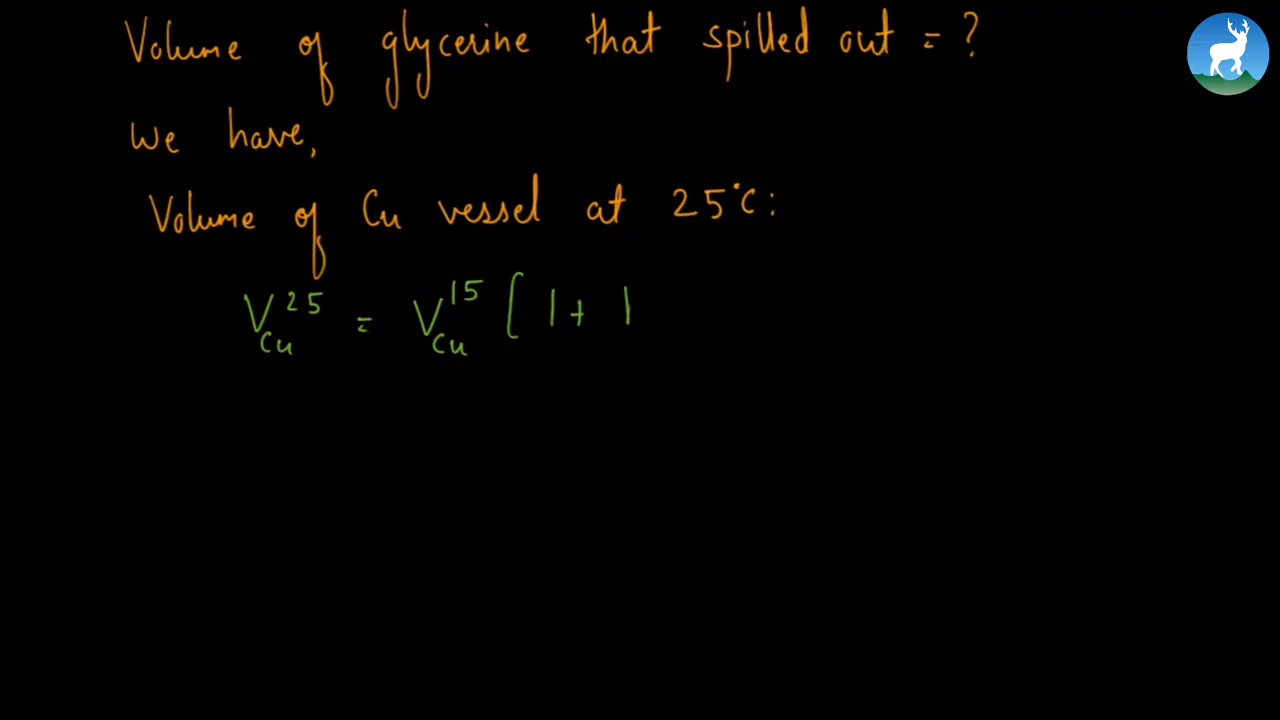 Volume of glycerine that spilled out = ?
We have,
Volume of Cu vessel at 25°C:
V_Cu^25 = V_Cu^15 [ 1 + 1